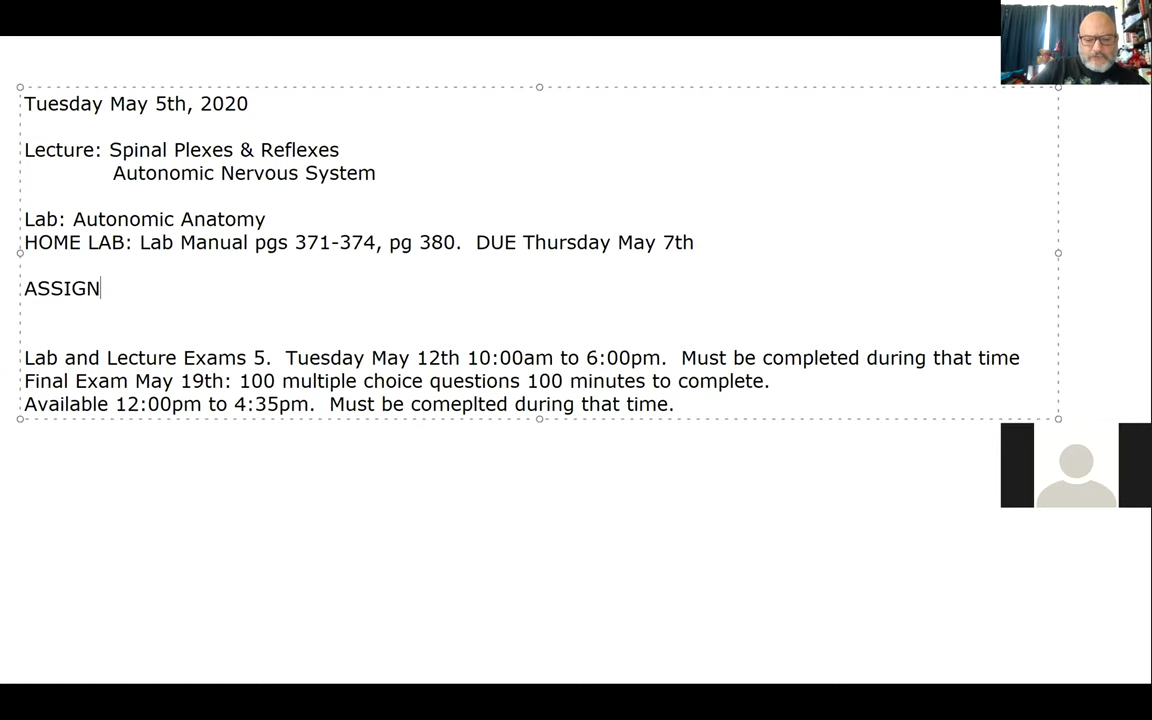 Tuesday May 5th, 2020
Lecture: Spinal Plexes & Reflexes
Autonomic Nervous System
Lab: Autonomic Anatomy
HOME LAB: Lab Manual pgs 371-374, pg 380.  DUE Thursday May 7th
ASSIGN
Lab and Lecture Exams 5.  Tuesday May 12th 10:00am to 6:00pm.  Must be completed during that time
Final Exam May 19th: 100 multiple choice questions 100 minutes to complete.
Available 12:00pm to 4:35pm.  Must be comeplted during that time.